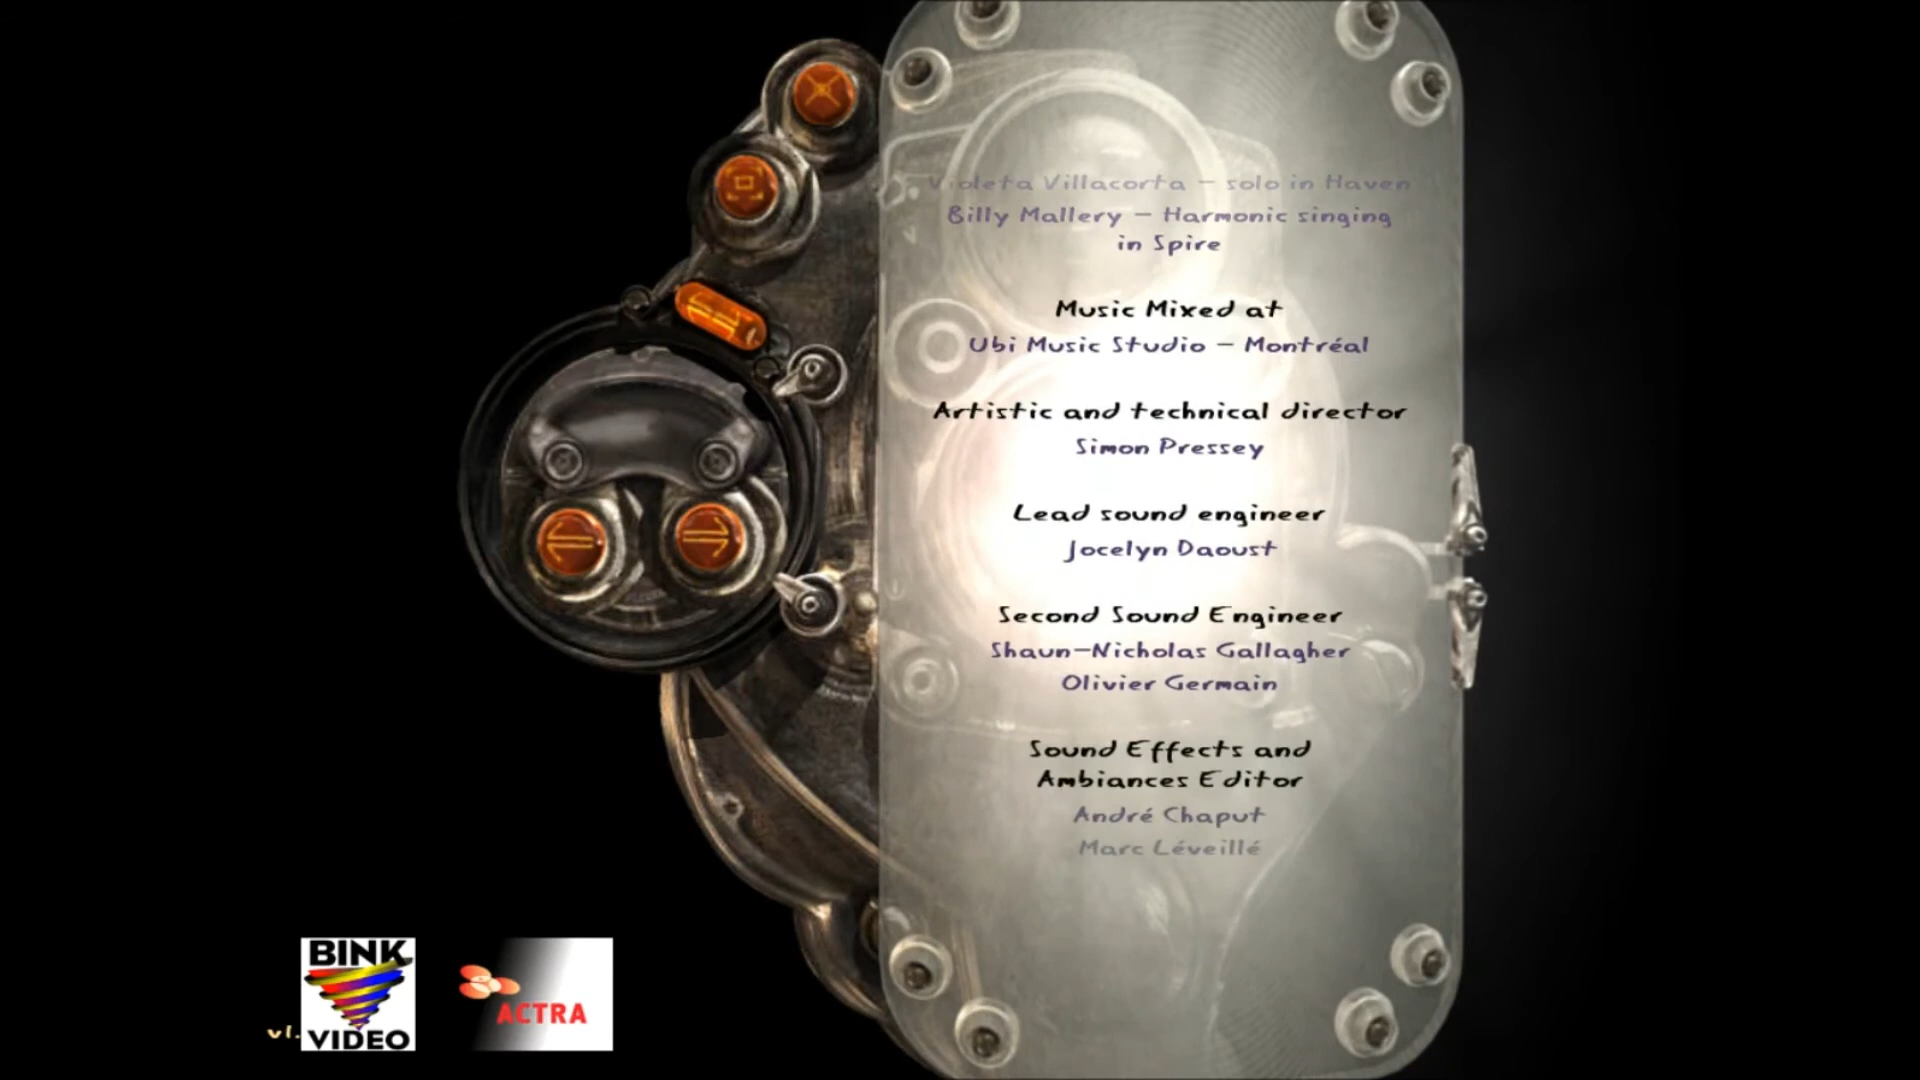 Violeta Villacorta – solo in Haven
Billy Mallery – Harmonic singing
in Spire
Music Mixed at
Ubi Music Studio – Montréal
Artistic and technical director
Simon Pressey
Lead sound engineer
Jocelyn Daoust
Second Sound Engineer
Shaun-Nicholas Gallagher
Olivier Germain
Sound Effects and
Ambiances Editor
André Chaput
Marc Léveillé
v1.
BINK
VIDEO
ACTRA